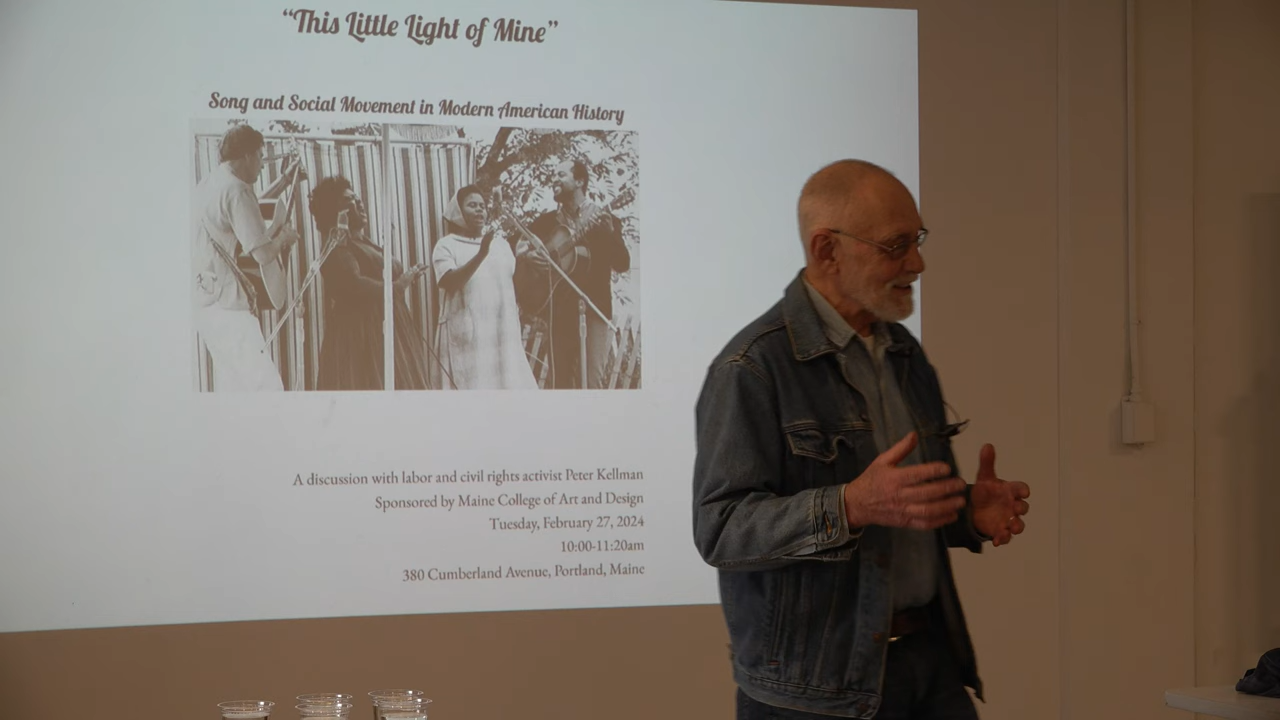 “This Little Light of Mine”
Song and Social Movement in Modern American History
A discussion with labor and civil rights activist Peter Kellman
Sponsored by Maine College of Art and Design
Tuesday, February 27, 2024
10:00-11:20am
380 Cumberland Avenue, Portland, Maine